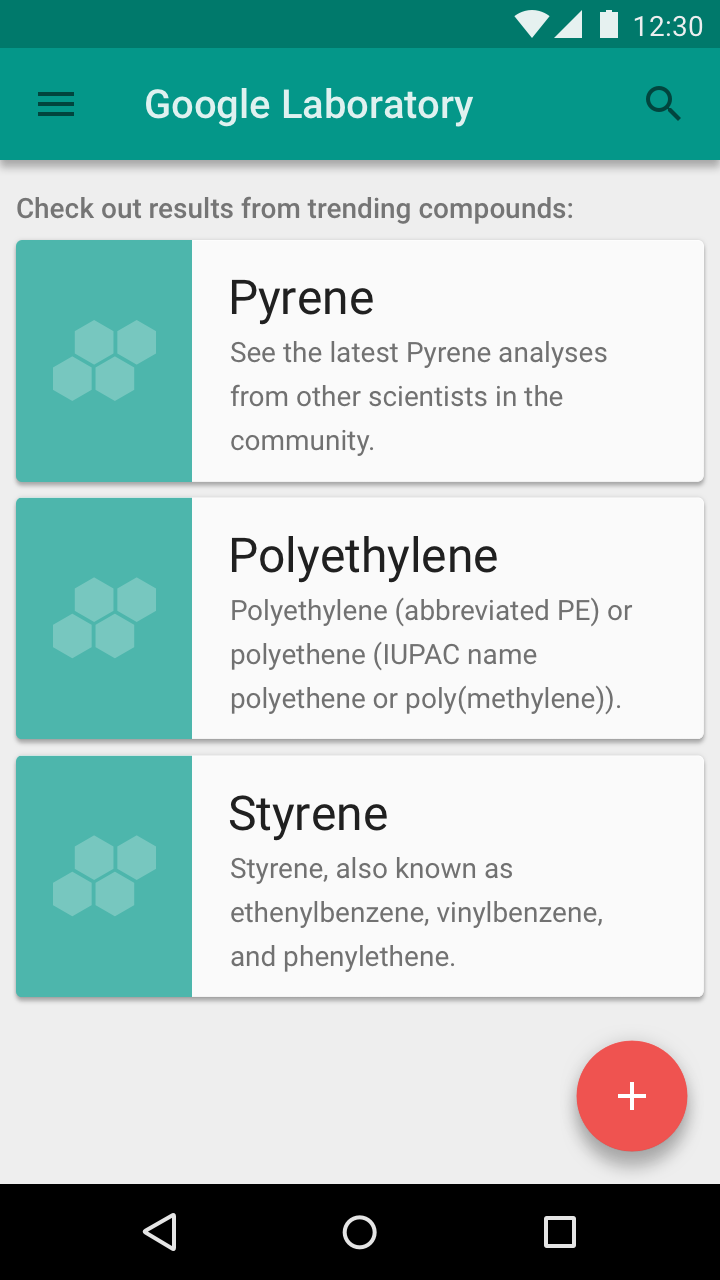 12:30
Google Laboratory
Check out results from trending compounds:
Pyrene
See the latest Pyrene analyses
from other scientists in the
community.
Polyethylene
Polyethylene (abbreviated PE) or
polyethene (IUPAC name
polyethene or poly(methylene)).
Styrene
Styrene, also known as
ethenylbenzene, vinylbenzene,
and phenylethene.